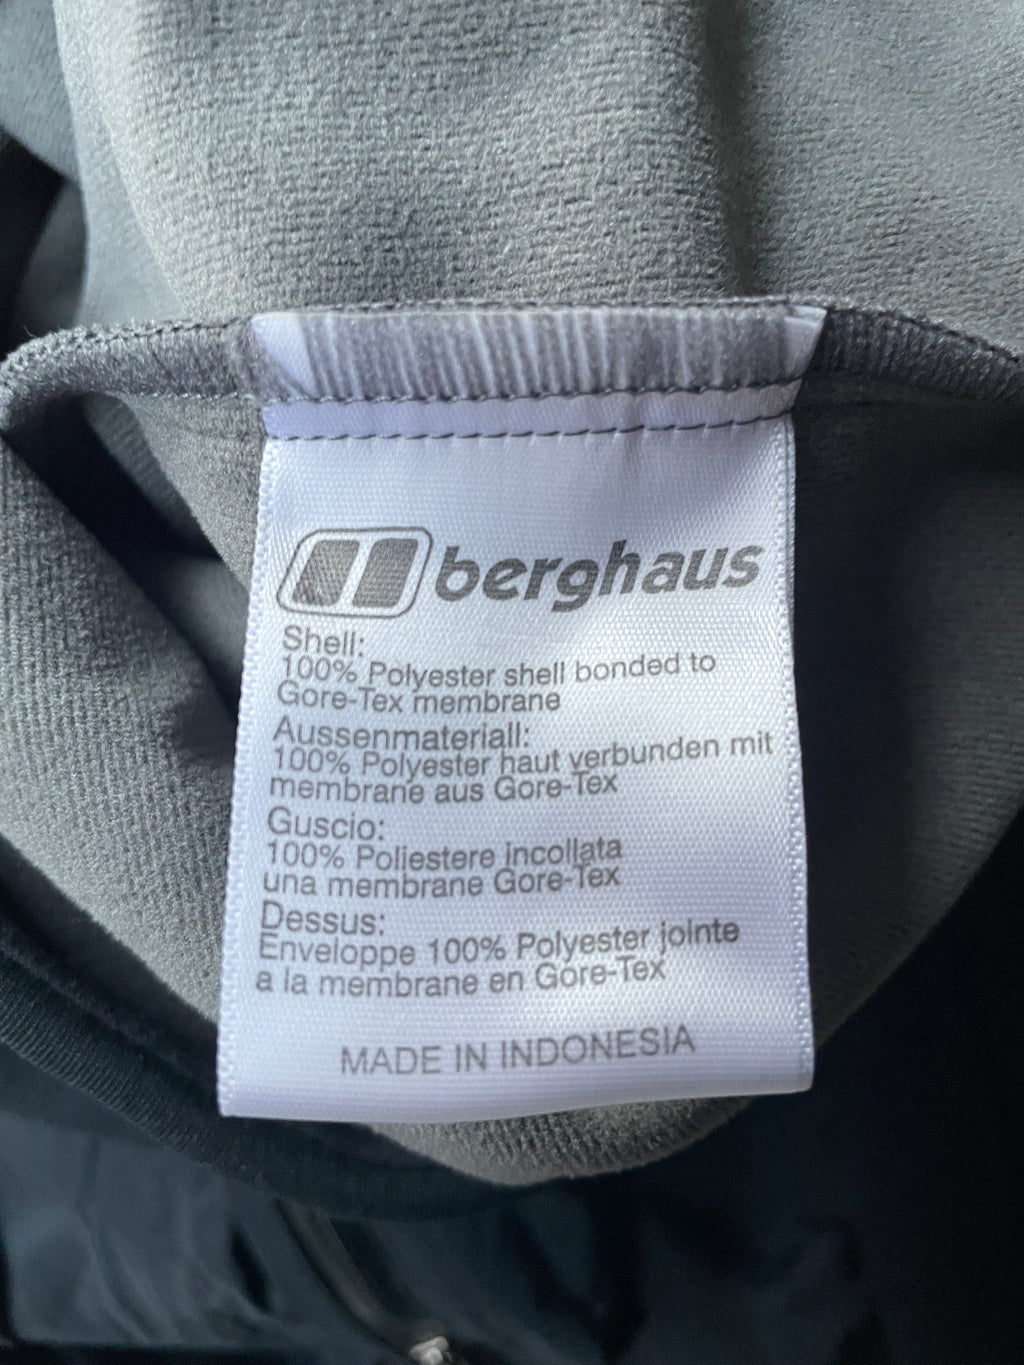 berghaus
Shell:
100% Polyester shell bonded to
Gore-Tex membrane
Aussenmateriall:
100% Polyester haut verbunden mit
membrane aus Gore-Tex
Guscio:
100% Poliestere incollata
una membrane Gore-Tex
Dessus:
Enveloppe 100% Polyester jointe
a la membrane en Gore-Tex
MADE IN INDONESIA